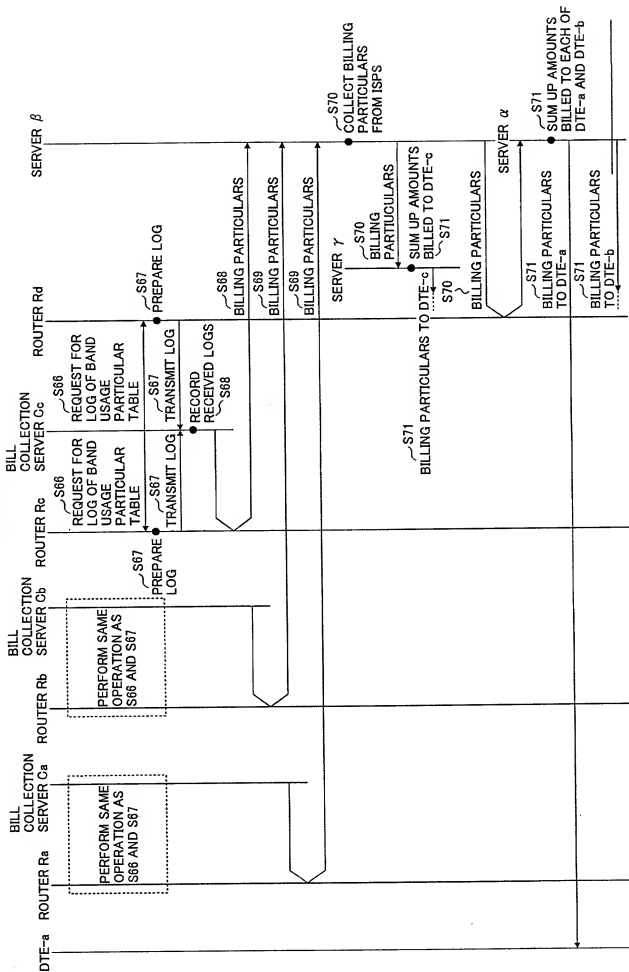 DTE-a
ROUTER Ra
BILL
COLLECTION
SERVER Ca
ROUTER Rb
BILL
COLLECTION
SERVER Cb
ROUTER Rc
BILL
COLLECTION
SERVER Cc
ROUTER Rd
SERVER β
PERFORM SAME
OPERATION AS
S66 AND S67
PERFORM SAME
OPERATION AS
S66 AND S67
S66
REQUEST FOR
LOG OF BAND
USAGE
PARTICULAR
TABLE
S66
REQUEST FOR
LOG OF BAND
USAGE
PARTICULAR
TABLE
S67
PREPARE
LOG
S67
PREPARE LOG
S67
TRANSMIT LOG
S67
TRANSMIT LOG
RECORD
RECEIVED LOGS
S68
S68
BILLING PARTICULARS
S69
BILLING PARTICULARS
S69
BILLING PARTICULARS
S70
COLLECT BILLING
PARTICULARS
FROM ISPS
SERVER γ
S70
BILLING
PARTIUCULARS
SUM UP AMOUNTS
BILLED TO DTE-c
S71
S71
BILLING PARTICULARS TO DTE-c
S70
BILLING PARTICULARS
SERVER α
S71
SUM UP AMOUNTS
BILLED TO EACH OF
DTE-a AND DTE-b
S71
BILLING PARTICULARS
TO DTE-a
S71
BILLING PARTICULARS
TO DTE-b